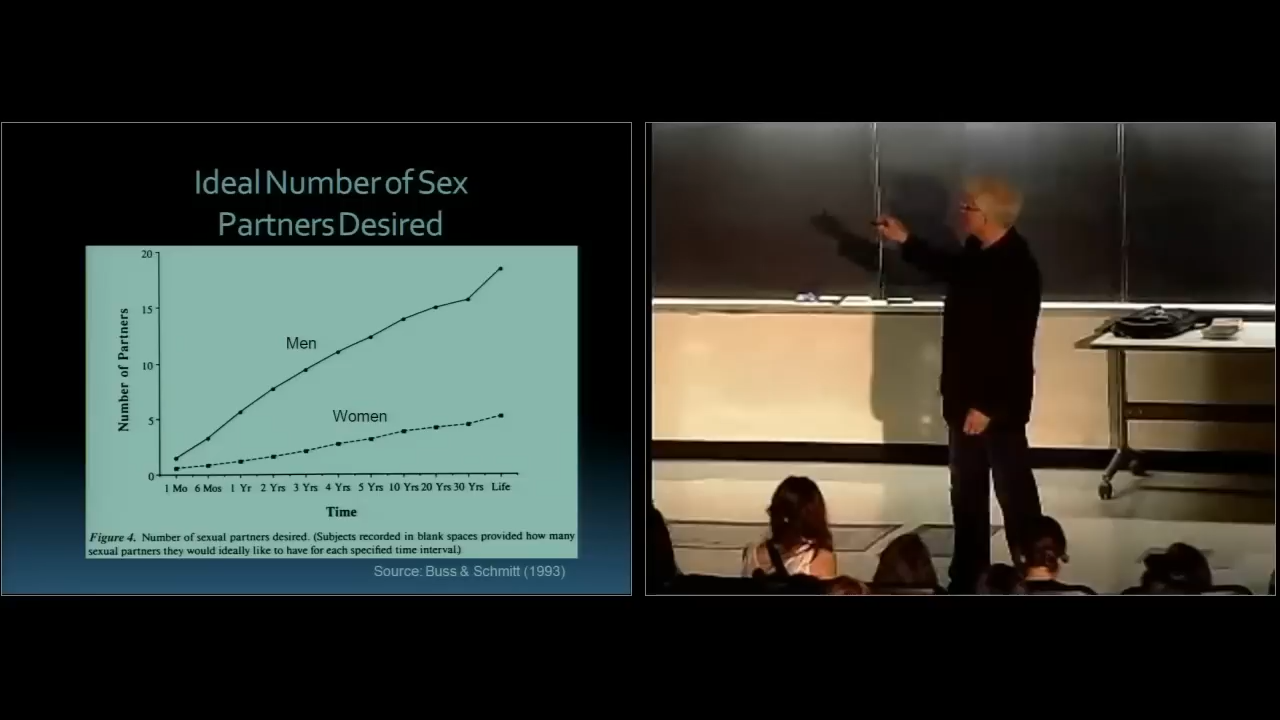 Ideal Number of Sex
Partners Desired
20
15
10
5
0
Number of Partners
Men
Women
1 Mo 6 Mos 1 Yr 2 Yrs 3 Yrs 4 Yrs 5 Yrs 10 Yrs 20 Yrs 30 Yrs Life
Time
Figure 4. Number of sexual partners desired. (Subjects recorded in blank spaces provided how many
sexual partners they would ideally like to have for each specified time interval.)
Source: Buss & Schmitt (1993)